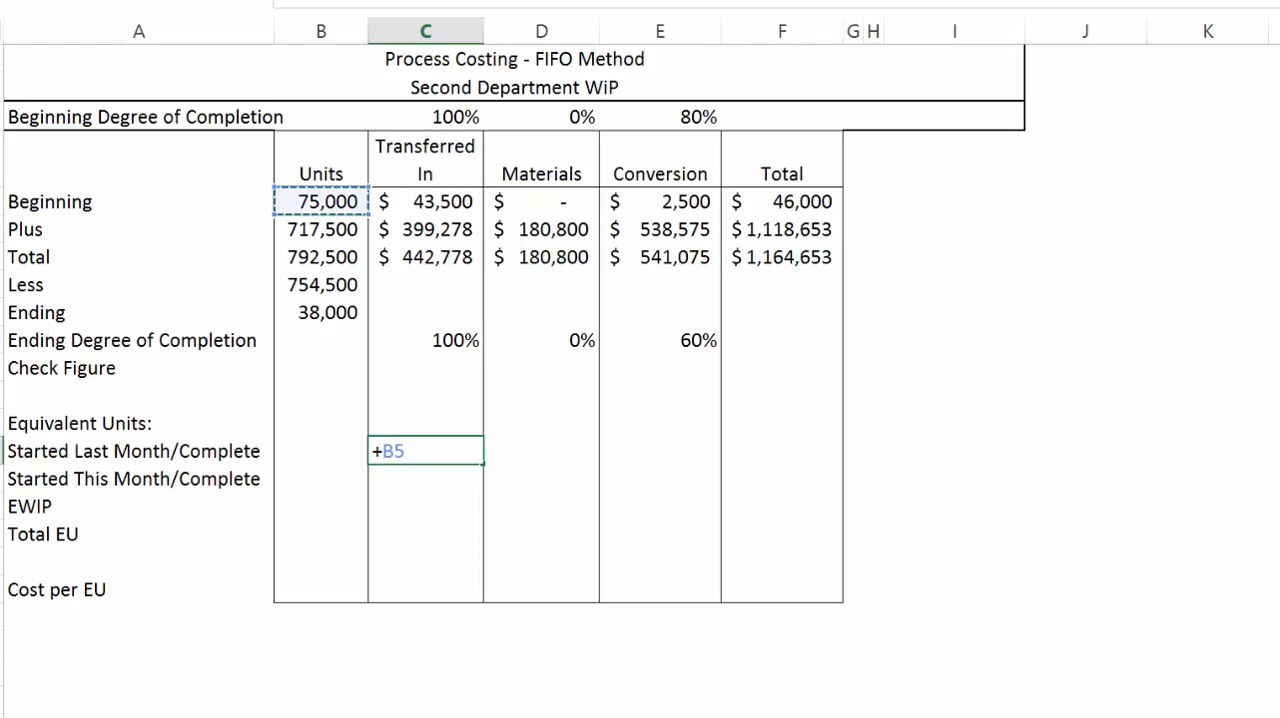 A B C D E F G H I J K
Process Costing - FIFO Method
Second Department WiP
Beginning Degree of Completion 100% 0% 80%
Transferred
Units In Materials Conversion Total
Beginning 75,000 $ 43,500 $ - $ 2,500 $ 46,000
Plus 717,500 $ 399,278 $ 180,800 $ 538,575 $ 1,118,653
Total 792,500 $ 442,778 $ 180,800 $ 541,075 $ 1,164,653
Less 754,500
Ending 38,000
Ending Degree of Completion 100% 0% 60%
Check Figure
Equivalent Units:
Started Last Month/Complete +B5
Started This Month/Complete
EWIP
Total EU
Cost per EU